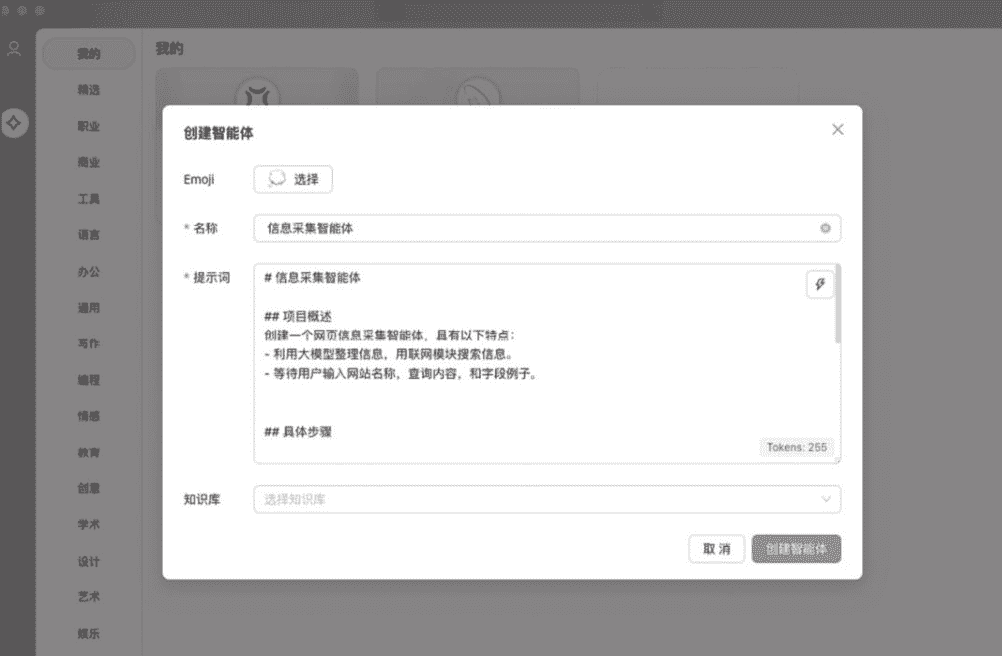 我的
精选
职业
商业
工具
语言
办公
通用
写作
编程
情感
教育
创意
学术
设计
艺术
娱乐
我的
创建智能体
Emoji
选择
* 名称
信息采集智能体
* 提示词
# 信息采集智能体
## 项目概述
创建一个网页信息采集智能体，具有以下特点：
- 利用大模型整理信息，用联网模块搜索信息。
- 等待用户输入网站名称，查询内容，和字段例子。
## 具体步骤
Tokens: 255
知识库
选择知识库
取消
创建智能体